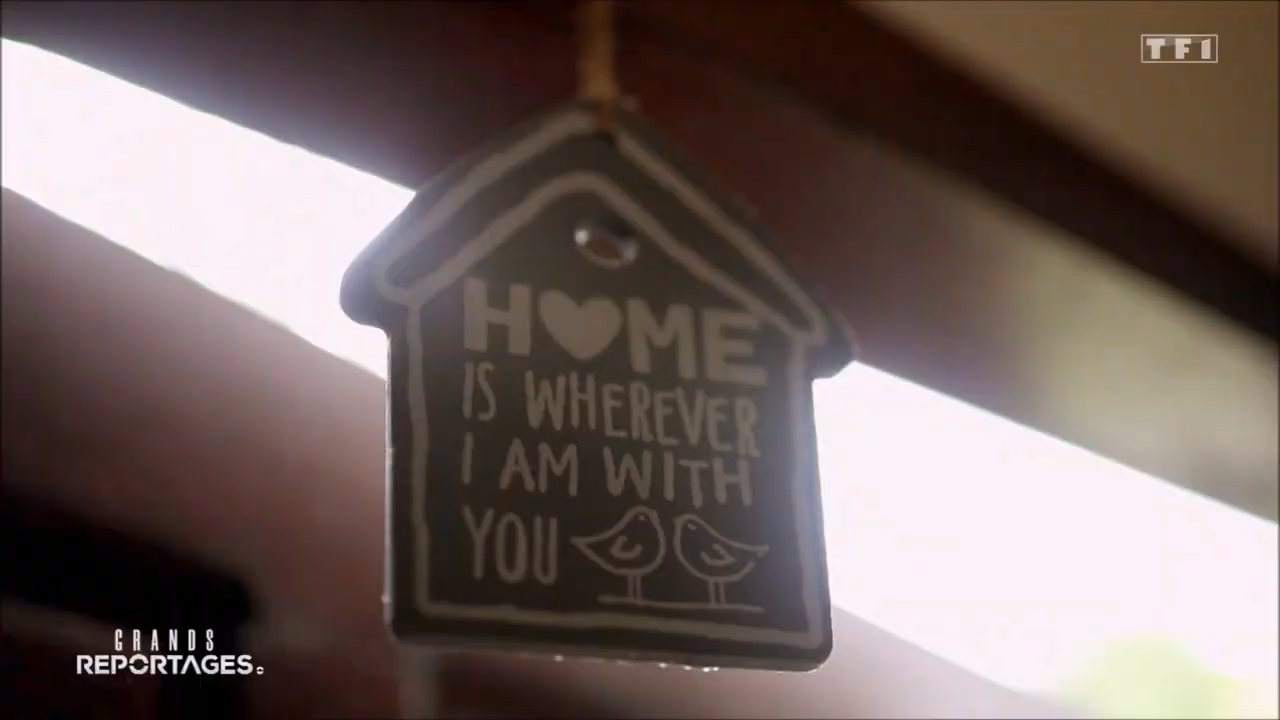 TF1
HOME
IS WHEREVER
I AM WITH
YOU
GRANDS
REPORTAGES